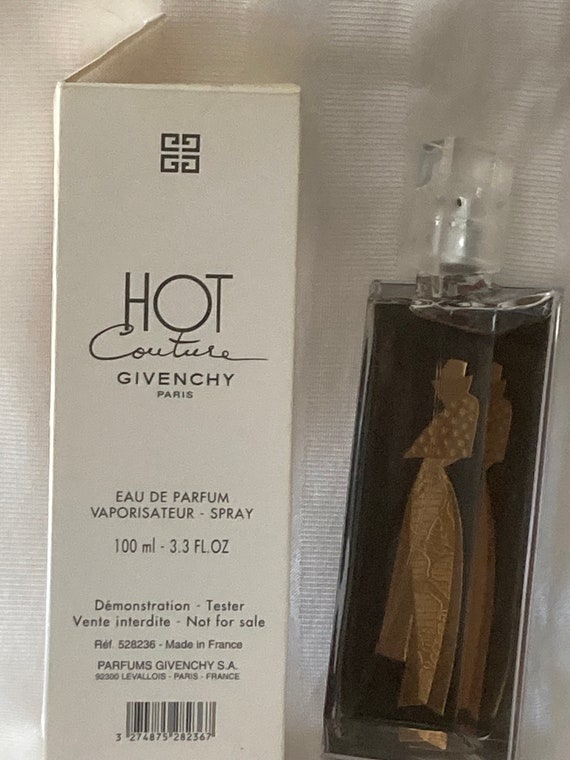 HOT
Couture
GIVENCHY
PARIS
EAU DE PARFUM
VAPORISATEUR - SPRAY
100 ml - 3.3 FL.OZ
Démonstration - Tester
Vente interdite - Not for sale
Réf. 528236 - Made in France
PARFUMS GIVENCHY S.A.
92300 LEVALLOIS - PARIS - FRANCE
3 274875 282367